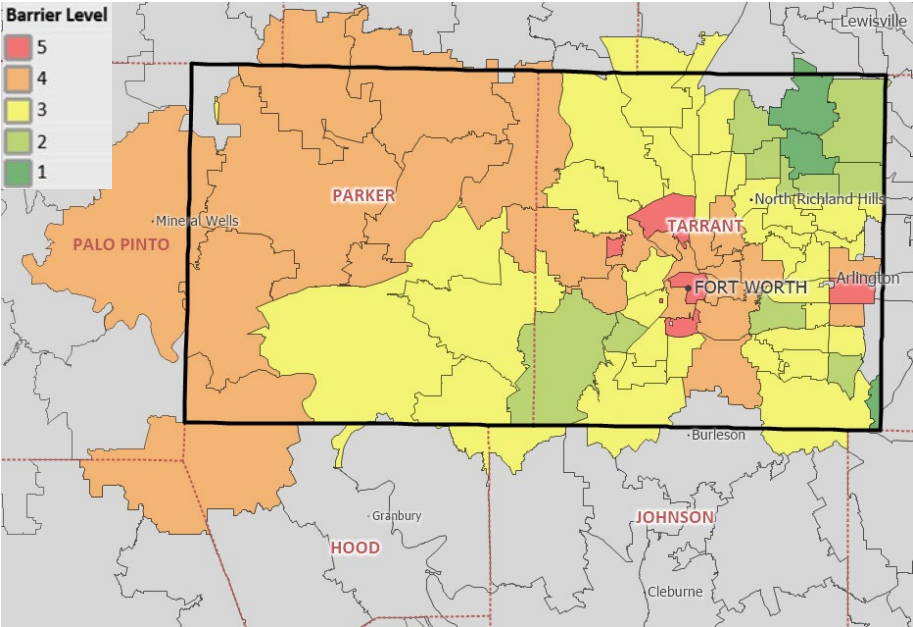 Barrier Level
5
4
3
2
1
Lewisville
PARKER
North Richland Hills
Mineral Wells
TARRANT
PALO PINTO
Arlington
FORT WORTH
Burleson
Granbury
JOHNSON
HOOD
Cleburne